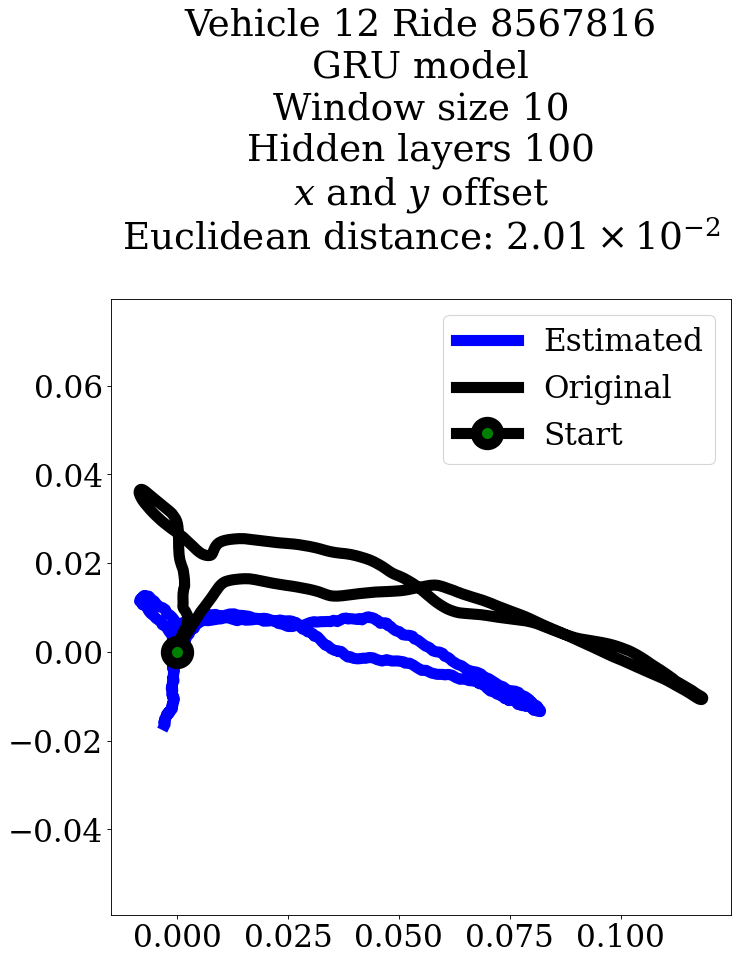 Vehicle 12 Ride 8567816
GRU model
Window size 10
Hidden layers 100
x and y offset
Euclidean distance: 2.01 × 10⁻²
Estimated
Original
Start
0.06
0.04
0.02
0.00
−0.02
−0.04
0.000 0.025 0.050 0.075 0.100